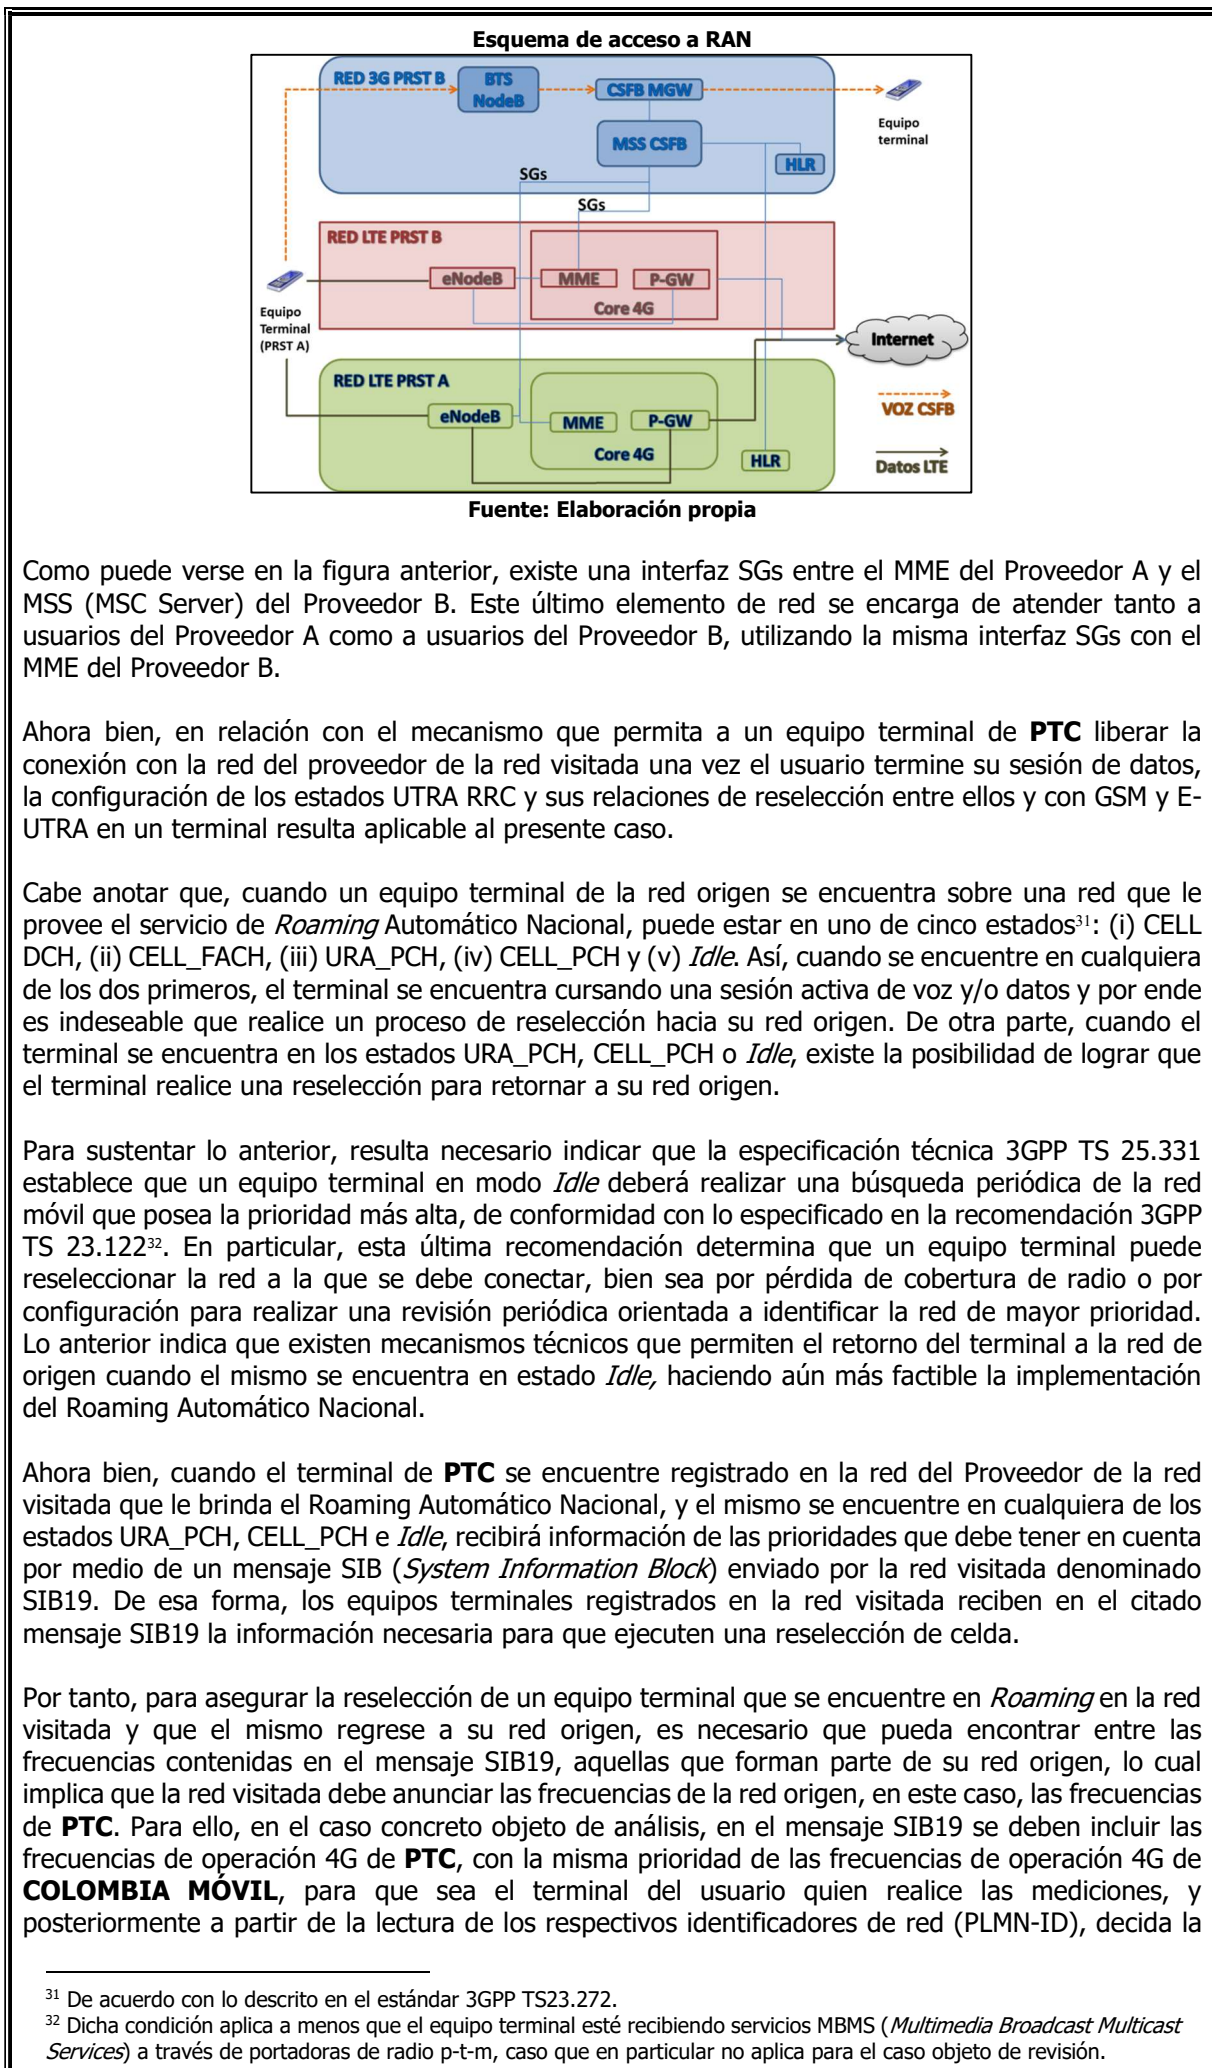 Esquema de acceso a RAN
RED 3G PRST B
BTS
NodeB
CSFB MGW
Equipo
terminal
MSS CSFB
HLR
SGs
SGs
RED LTE PRST B
eNodeB
MME
P-GW
Core 4G
Equipo
Terminal
(PRST A)
Internet
RED LTE PRST A
VOZ CSFB
eNodeB
MME
P-GW
Core 4G
HLR
Datos LTE
Fuente: Elaboración propia
Como puede verse en la figura anterior, existe una interfaz SGs entre el MME del Proveedor A y el
MSS (MSC Server) del Proveedor B. Este último elemento de red se encarga de atender tanto a
usuarios del Proveedor A como a usuarios del Proveedor B, utilizando la misma interfaz SGs con el
MME del Proveedor B.
Ahora bien, en relación con el mecanismo que permita a un equipo terminal de PTC liberar la
conexión con la red del proveedor de la red visitada una vez el usuario termine su sesión de datos,
la configuración de los estados UTRA RRC y sus relaciones de reselección entre ellos y con GSM y E-
UTRA en un terminal resulta aplicable al presente caso.
Cabe anotar que, cuando un equipo terminal de la red origen se encuentra sobre una red que le
provee el servicio de Roaming Automático Nacional, puede estar en uno de cinco estados31: (i) CELL
DCH, (ii) CELL_FACH, (iii) URA_PCH, (iv) CELL_PCH y (v) Idle. Así, cuando se encuentre en cualquiera
de los dos primeros, el terminal se encuentra cursando una sesión activa de voz y/o datos y por ende
es indeseable que realice un proceso de reselección hacia su red origen. De otra parte, cuando el
terminal se encuentra en los estados URA_PCH, CELL_PCH o Idle, existe la posibilidad de lograr que
el terminal realice una reselección para retornar a su red origen.
Para sustentar lo anterior, resulta necesario indicar que la especificación técnica 3GPP TS 25.331
establece que un equipo terminal en modo Idle deberá realizar una búsqueda periódica de la red
móvil que posea la prioridad más alta, de conformidad con lo especificado en la recomendación 3GPP
TS 23.12232. En particular, esta última recomendación determina que un equipo terminal puede
reseleccionar la red a la que se debe conectar, bien sea por pérdida de cobertura de radio o por
configuración para realizar una revisión periódica orientada a identificar la red de mayor prioridad.
Lo anterior indica que existen mecanismos técnicos que permiten el retorno del terminal a la red de
origen cuando el mismo se encuentra en estado Idle, haciendo aún más factible la implementación
del Roaming Automático Nacional.
Ahora bien, cuando el terminal de PTC se encuentre registrado en la red del Proveedor de la red
visitada que le brinda el Roaming Automático Nacional, y el mismo se encuentre en cualquiera de los
estados URA_PCH, CELL_PCH e Idle, recibirá información de las prioridades que debe tener en cuenta
por medio de un mensaje SIB (System Information Block) enviado por la red visitada denominado
SIB19. De esa forma, los equipos terminales registrados en la red visitada reciben en el citado
mensaje SIB19 la información necesaria para que ejecuten una reselección de celda.
Por tanto, para asegurar la reselección de un equipo terminal que se encuentre en Roaming en la red
visitada y que el mismo regrese a su red origen, es necesario que pueda encontrar entre las
frecuencias contenidas en el mensaje SIB19, aquellas que forman parte de su red origen, lo cual
implica que la red visitada debe anunciar las frecuencias de la red origen, en este caso, las frecuencias
de PTC. Para ello, en el caso concreto objeto de análisis, en el mensaje SIB19 se deben incluir las
frecuencias de operación 4G de PTC, con la misma prioridad de las frecuencias de operación 4G de
COLOMBIA MÓVIL, para que sea el terminal del usuario quien realice las mediciones, y
posteriormente a partir de la lectura de los respectivos identificadores de red (PLMN-ID), decida la
31 De acuerdo con lo descrito en el estándar 3GPP TS23.272.
32 Dicha condición aplica a menos que el equipo terminal esté recibiendo servicios MBMS (Multimedia Broadcast Multicast
Services) a través de portadoras de radio p-t-m, caso que en particular no aplica para el caso objeto de revisión.